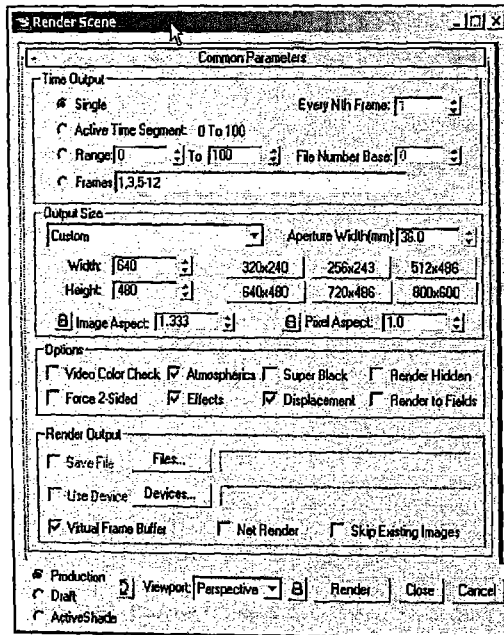 Render Scene
- Common Parameters
Time Output
Single Every Nth Frame: 1
Active Time Segment: 0 To 100
Range: 0 To 100 File Number Base: 0
Frames 1,3,5-12
Output Size
Custom Aperture Width(mm): 36.0
Width: 640 320x240 256x243 512x486
Height: 480 640x480 720x486 800x600
Image Aspect: 1.333 Pixel Aspect: 1.0
Options
Video Color Check Atmospherics Super Black Render Hidden
Force 2-Sided Effects Displacement Render to Fields
Render Output
Save File Files...
Use Device Devices...
Virtual Frame Buffer Net Render Skip Existing Images
Production
Draft Viewport: Perspective Render Close Cancel
ActiveShade